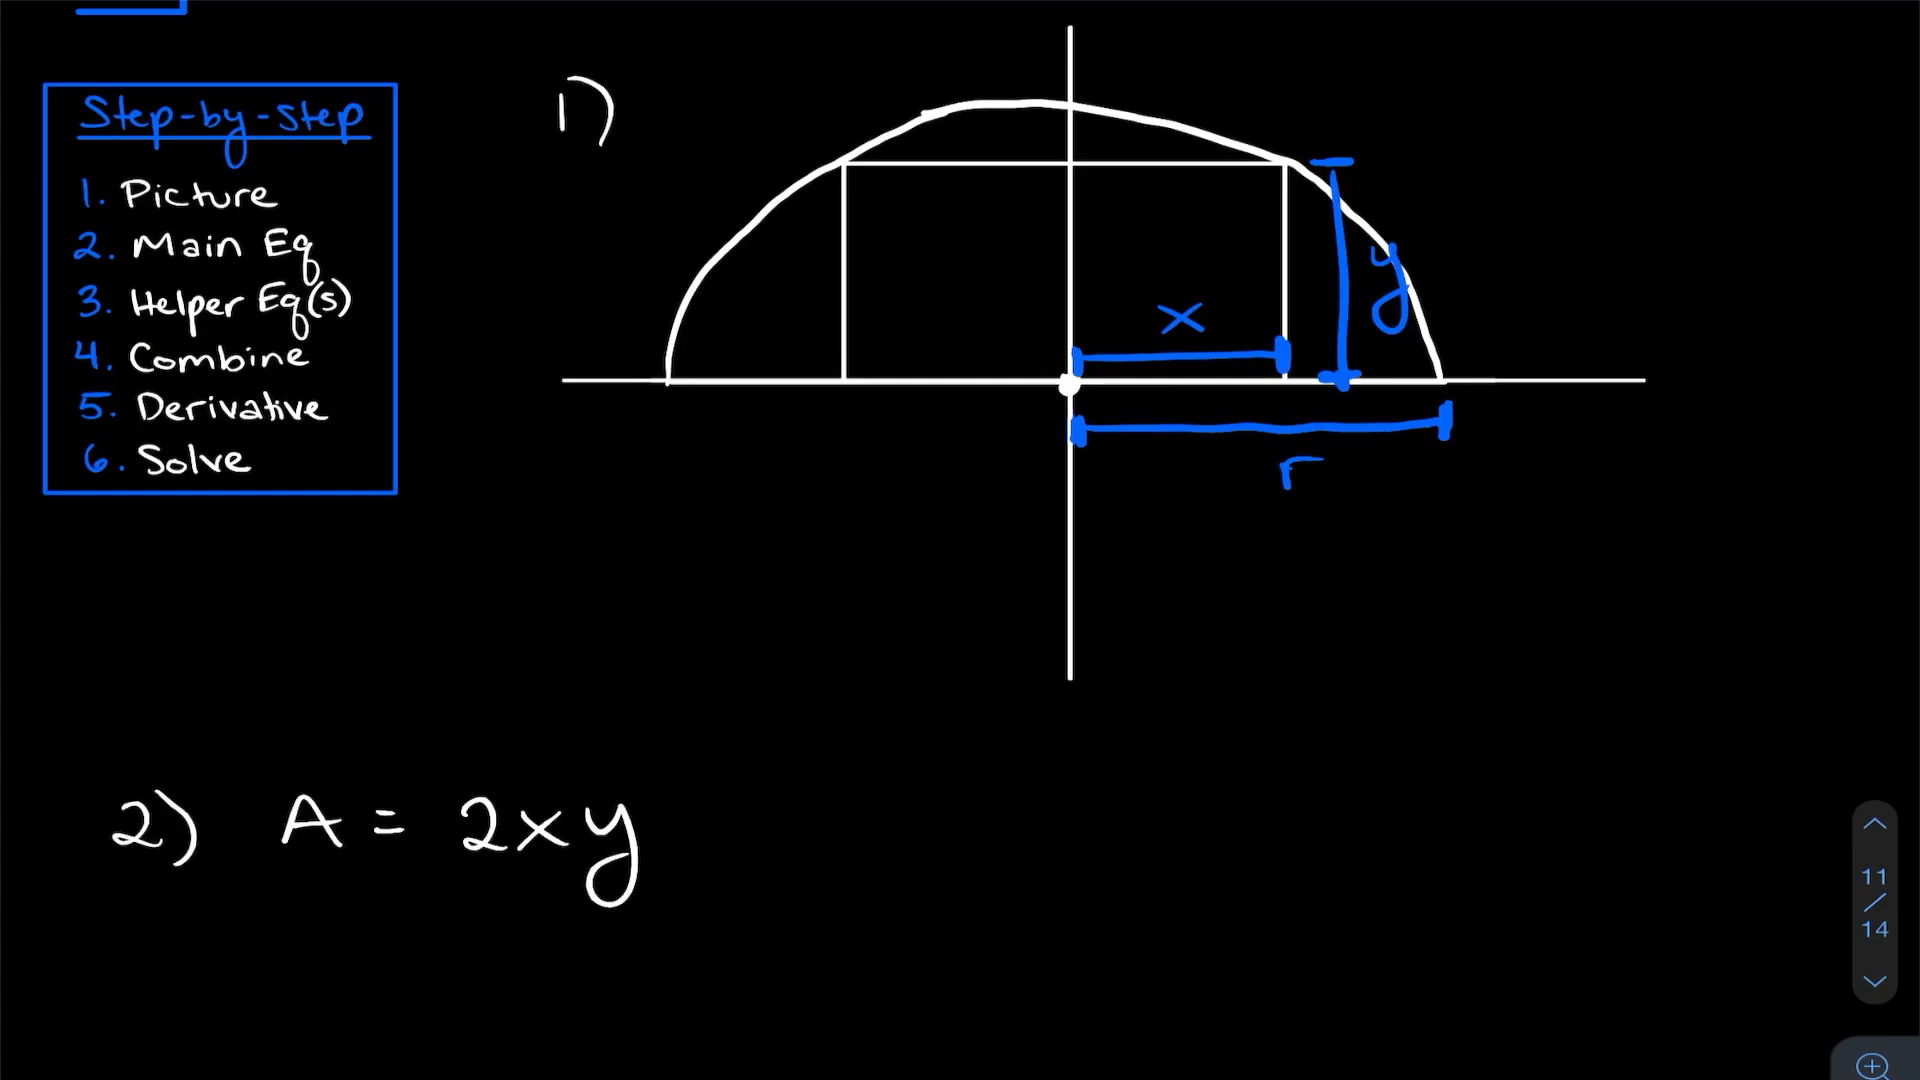 Step-by-step
1. Picture
2. Main Eq
3. Helper Eq(s)
4. Combine
5. Derivative
6. Solve
1)
x
y
r
2) A = 2xy
11
/
14